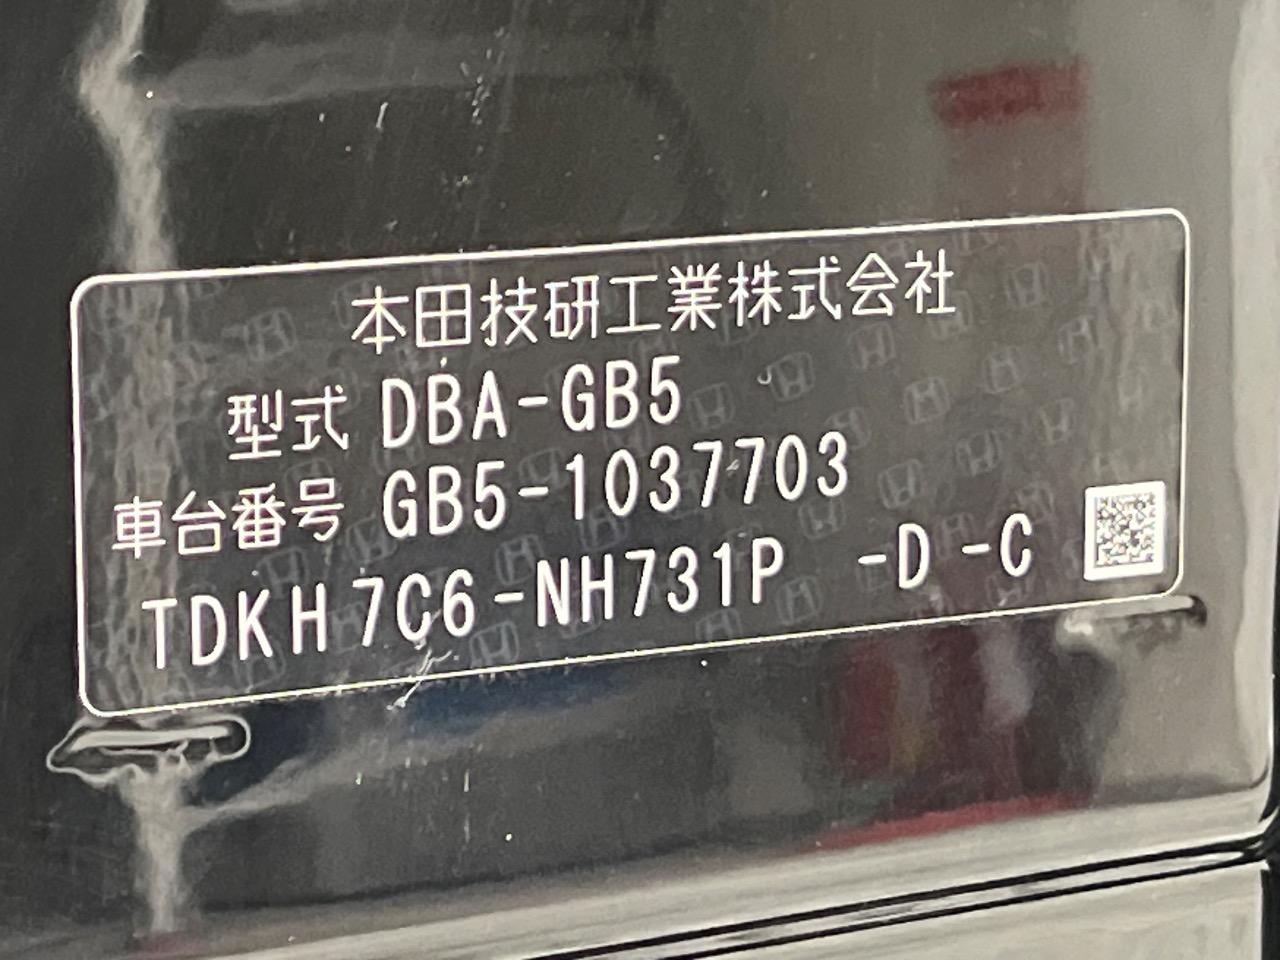 本田技研工業株式会社
型式 DBA-GB5
車台番号 GB5-1037703
TDKH7C6-NH731P -D -C